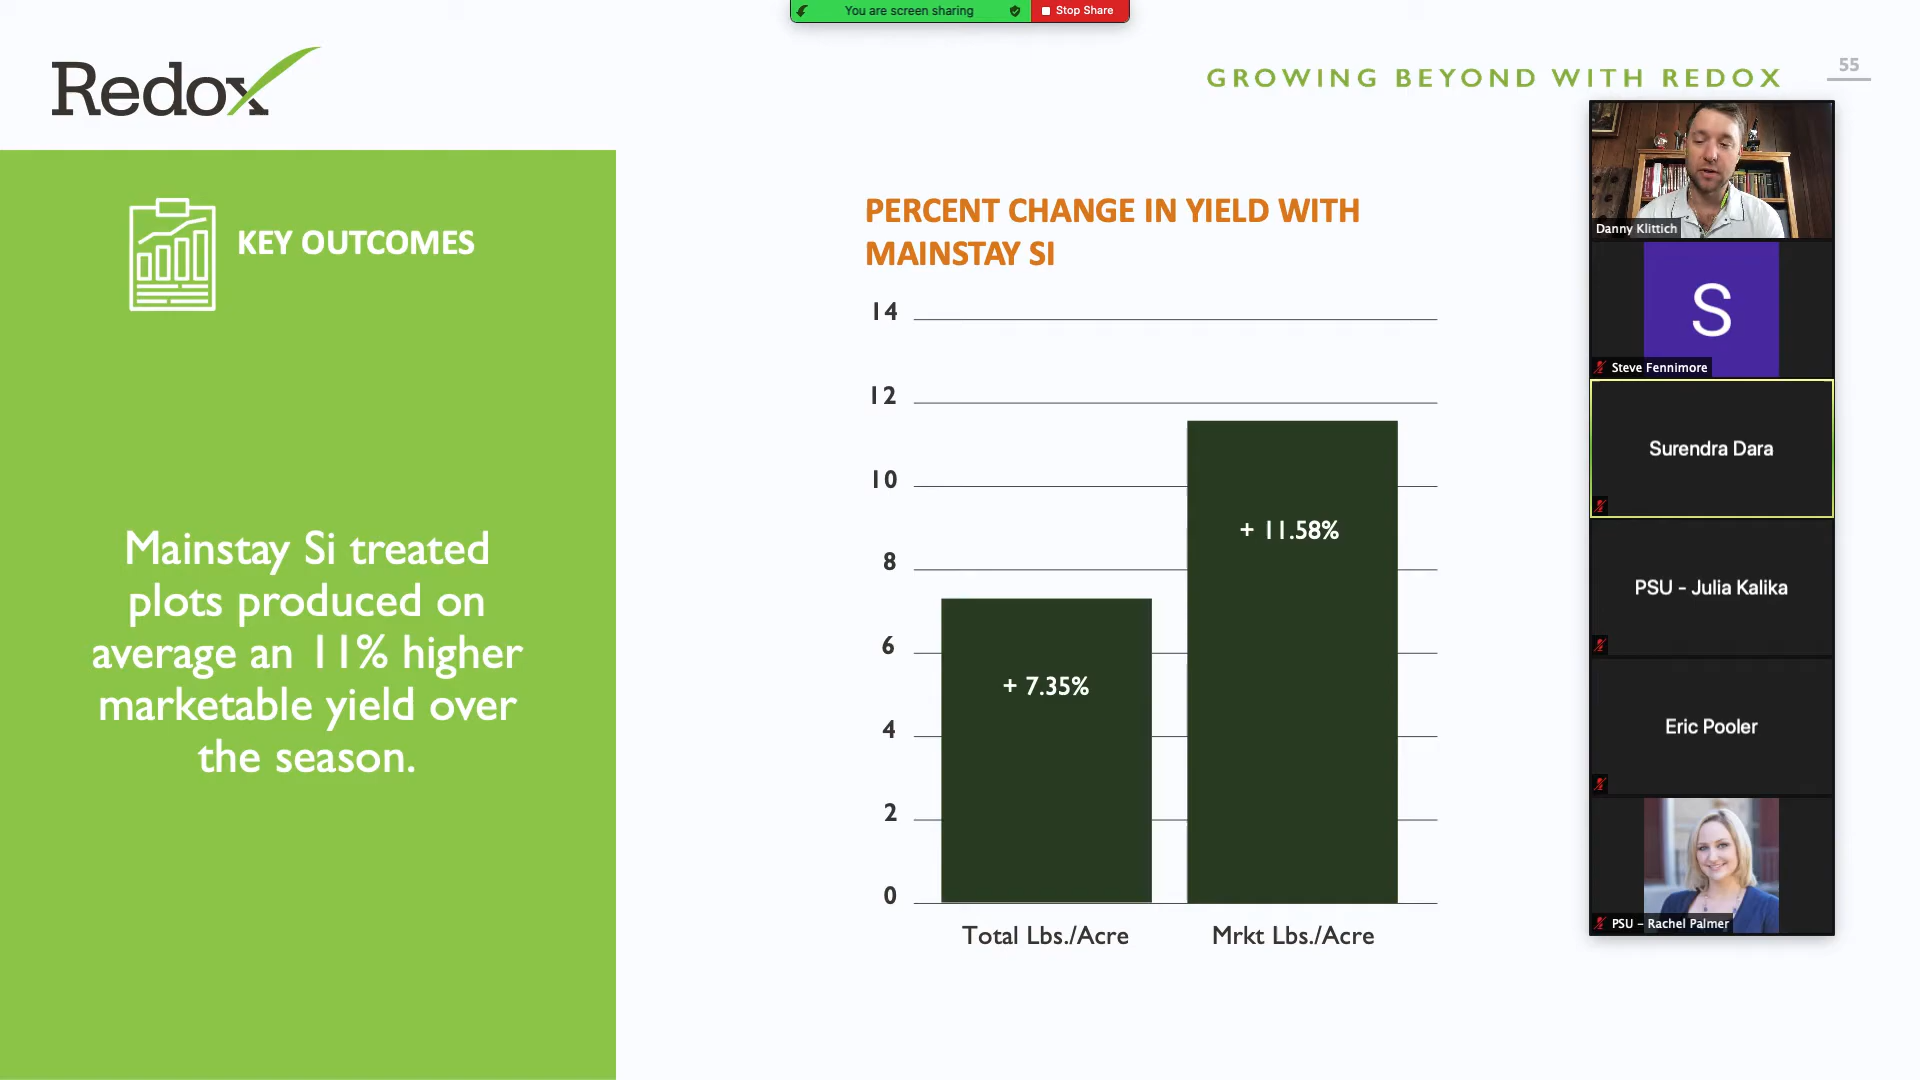 You are screen sharing
Stop Share
Redox
GROWING BEYOND WITH REDOX
55
KEY OUTCOMES
Mainstay Si treated
plots produced on
average an 11% higher
marketable yield over
the season.
PERCENT CHANGE IN YIELD WITH
MAINSTAY SI
14
12
10
8
6
4
2
0
+ 7.35%
+ 11.58%
Total Lbs./Acre
Mrkt Lbs./Acre
Danny Klittich
S
Steve Fennimore
Surendra Dara
PSU - Julia Kalika
Eric Pooler
PSU - Rachel Palmer